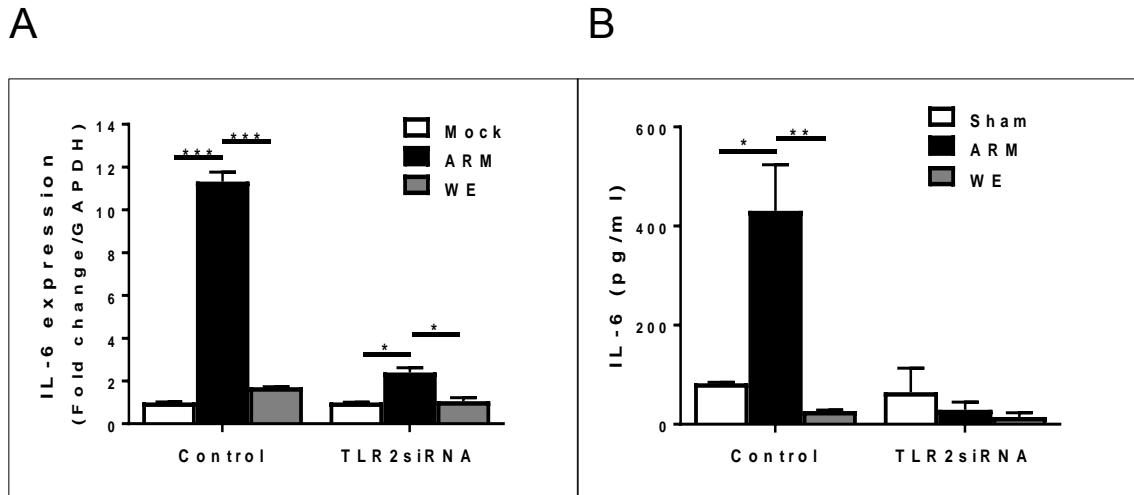 A
B
IL-6 expression
(Fold change/GAPDH)
14
12
10
8
6
4
2
0
***
***
*
*
Mock
ARM
WE
Control
TLR2siRNA
IL-6 (pg/ml)
600
400
200
0
*
**
Sham
ARM
WE
Control
TLR2siRNA